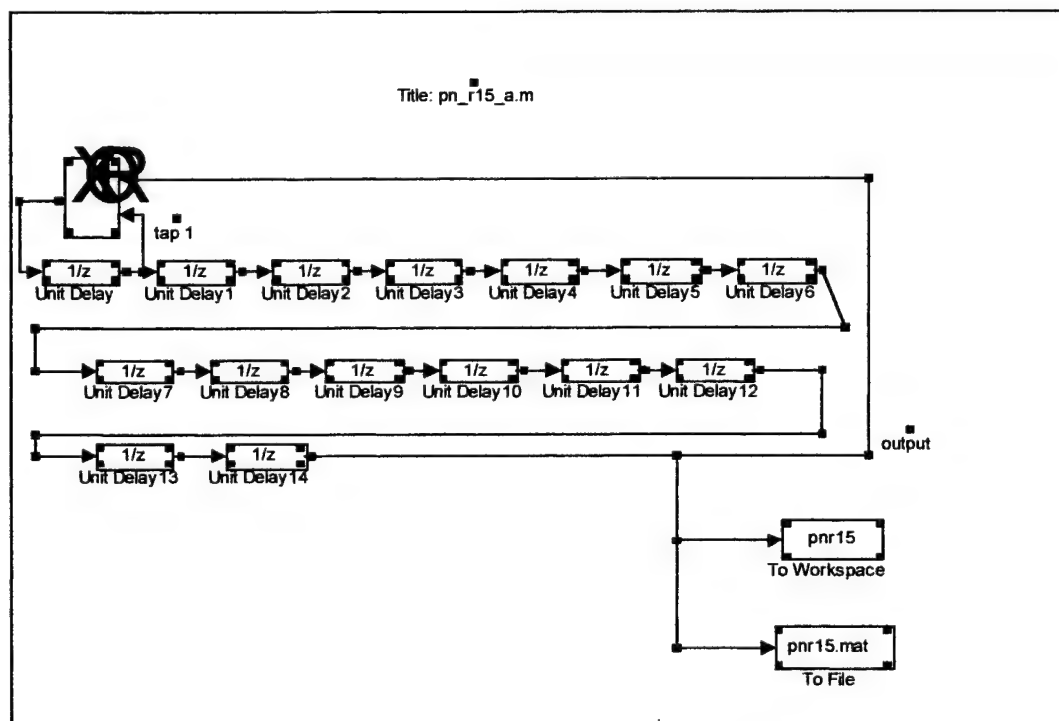 Title: pn_r15_a.m
XOR
tap 1
1/z 1/z 1/z 1/z 1/z 1/z 1/z
Unit Delay Unit Delay1 Unit Delay2 Unit Delay3 Unit Delay4 Unit Delay5 Unit Delay6
1/z 1/z 1/z 1/z 1/z 1/z
Unit Delay7 Unit Delay8 Unit Delay9 Unit Delay10 Unit Delay11 Unit Delay12
output
1/z 1/z
Unit Delay13 Unit Delay14
pnr15
To Workspace
pnr15.mat
To File